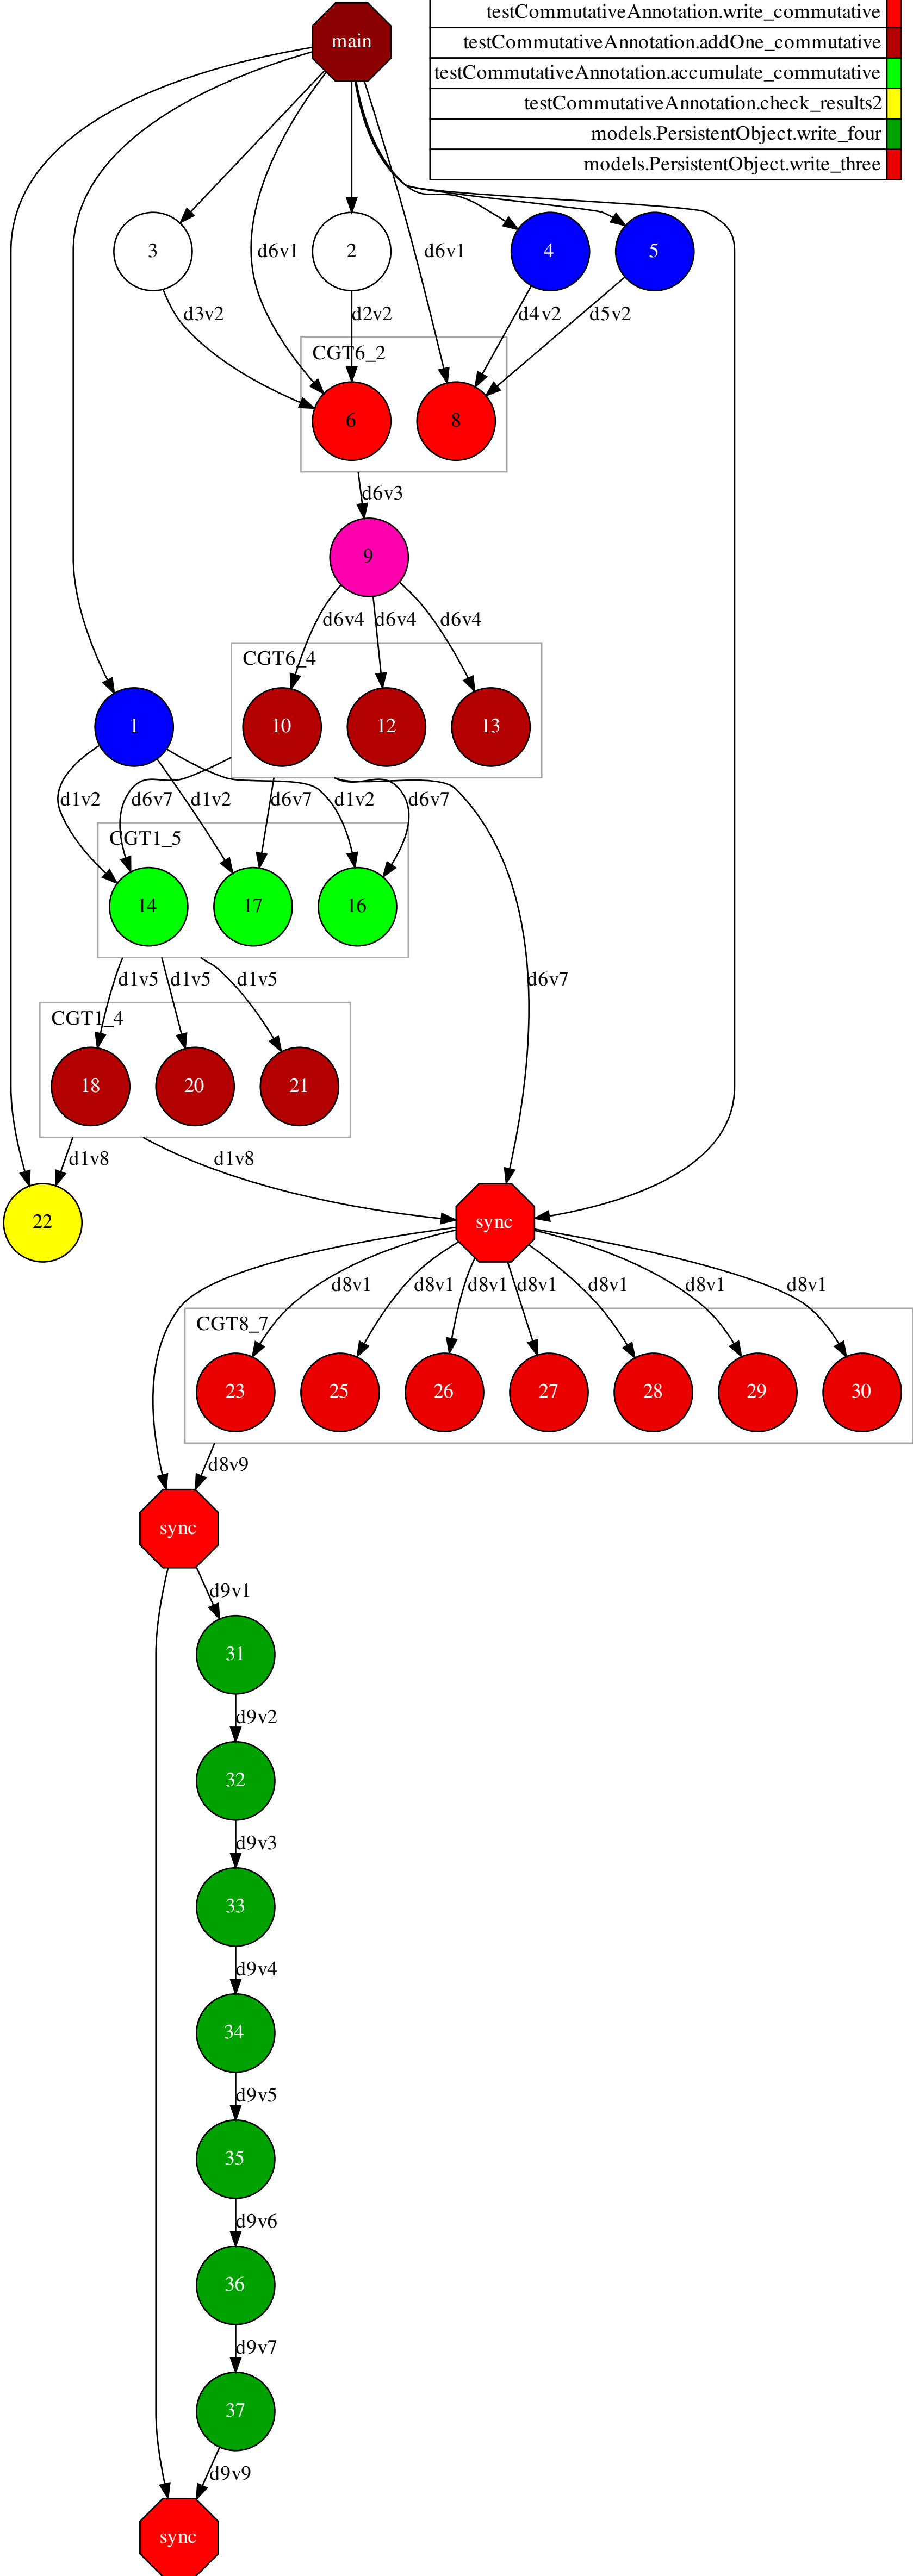 testCommutativeAnnotation.write_commutative
main
testCommutativeAnnotation.addOne_commutative
testCommutativeAnnotation.accumulate_commutative
testCommutativeAnnotation.check_results2
models.PersistentObject.write_four
models.PersistentObject.write_three
3 d6v1 2 d6v1 4 5
d3v2 d2v2 d4v2 d5v2
CGT6_2
6 8
d6v3
9
d6v4 d6v4 d6v4
CGT6_4
1 10 12 13
d1v2 d6v7 d1v2 d6v7 d1v2 d6v7
CGT1_5
14 17 16
d1v5 d1v5 d1v5 d6v7
CGT1_4
18 20 21
d1v8 d1v8
22 sync
d8v1 d8v1 d8v1 d8v1 d8v1 d8v1 d8v1
CGT8_7
23 25 26 27 28 29 30
d8v9
sync
d9v1
31
d9v2
32
d9v3
33
d9v4
34
d9v5
35
d9v6
36
d9v7
37
d9v9
sync